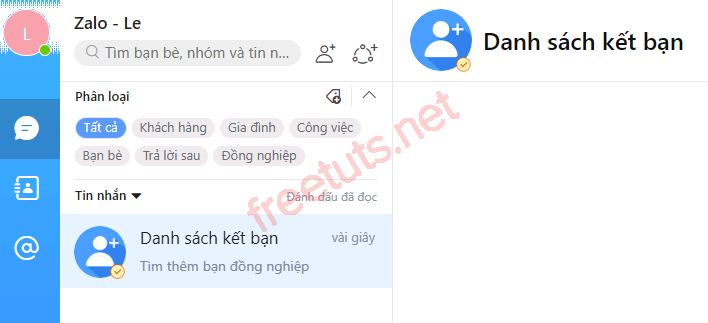 L
Zalo - Le
Tìm bạn bè, nhóm và tin n...
Phân loại
Tất cả Khách hàng Gia đình Công việc
Bạn bè Trả lời sau Đồng nghiệp
Tin nhắn Đánh dấu đã đọc
Danh sách kết bạn vài giây
Tìm thêm bạn đồng nghiệp
Danh sách kết bạn
freetuts.net